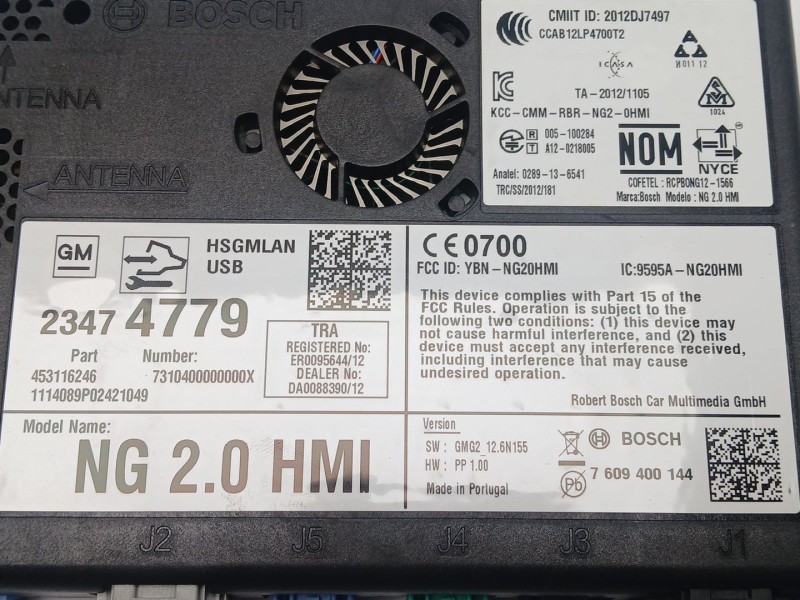 BOSCH
ANTENNA
ANTENNA
CMIIT ID: 2012DJ7497
CCAB12LP4700T2
ICASA
И011 12
TA-2012/1105
1024
KCC-CMM-RBR-NG2-0HMI
R 005-100284
T A12-0218005
NOM
NYCE
Anatel: 0289-13-6541
TRC/SS/2012/181
COFETEL: RCPBONG12-1566
Marca:Bosch Modelo: NG 2.0 HMI
GM
HSGMLAN
USB
2347 4779
Part Number:
453116246 7310400000000X
1114089P02421049
TRA
REGISTERED No:
ER0095644/12
DEALER No:
DA0088390/12
CE0700
FCC ID: YBN-NG20HMI IC:9595A-NG20HMI
This device complies with Part 15 of the
FCC Rules. Operation is subject to the
following two conditions: (1) this device may
not cause harmful interference, and (2) this
device must accept any interference received,
including interference that may cause
undesired operation.
Robert Bosch Car Multimedia GmbH
Model Name:
NG 2.0 HMI
Version
SW: GMG2_12.6N155
HW: PP 1.00
Made in Portugal
BOSCH
Pb
7 609 400 144
J2 J5 J4 J3 J1